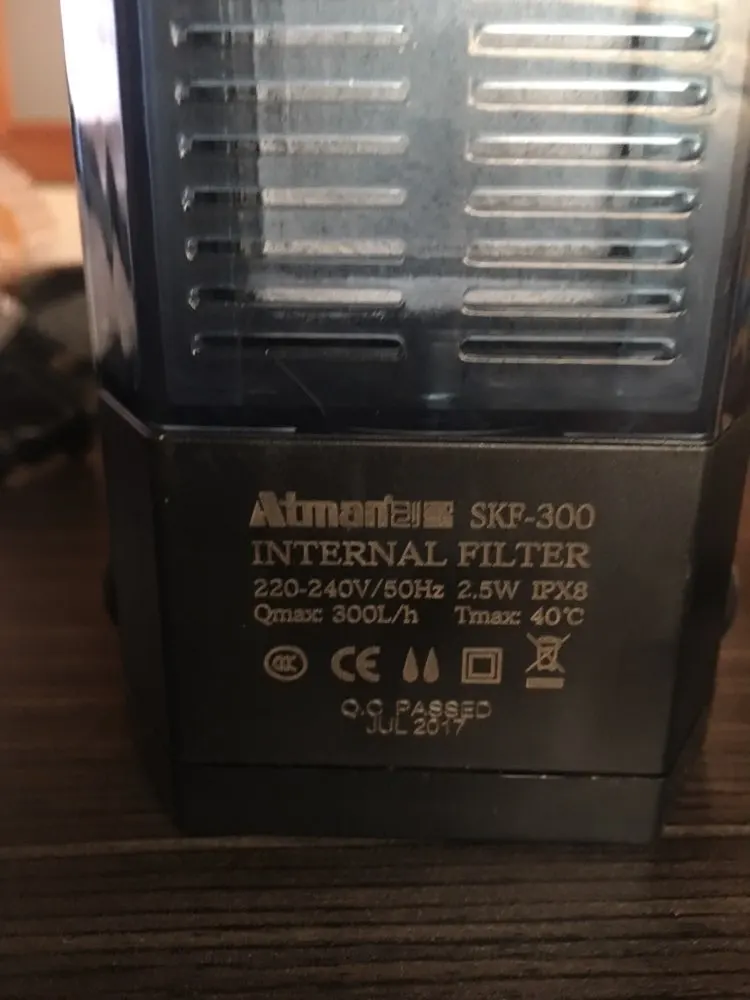 Atman SKF-300
INTERNAL FILTER
220-240V/50Hz 2.5W IPX8
Qmax: 300L/h Tmax: 40℃
CCC CE
Q.C PASSED
JUL 2017